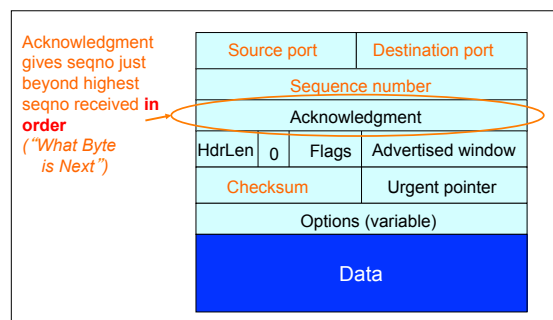 Acknowledgment
gives seqno just
beyond highest
seqno received in
order
(“What Byte
is Next”)
Source port
Destination port
Sequence number
Acknowledgment
HdrLen
0
Flags
Advertised window
Checksum
Urgent pointer
Options (variable)
Data